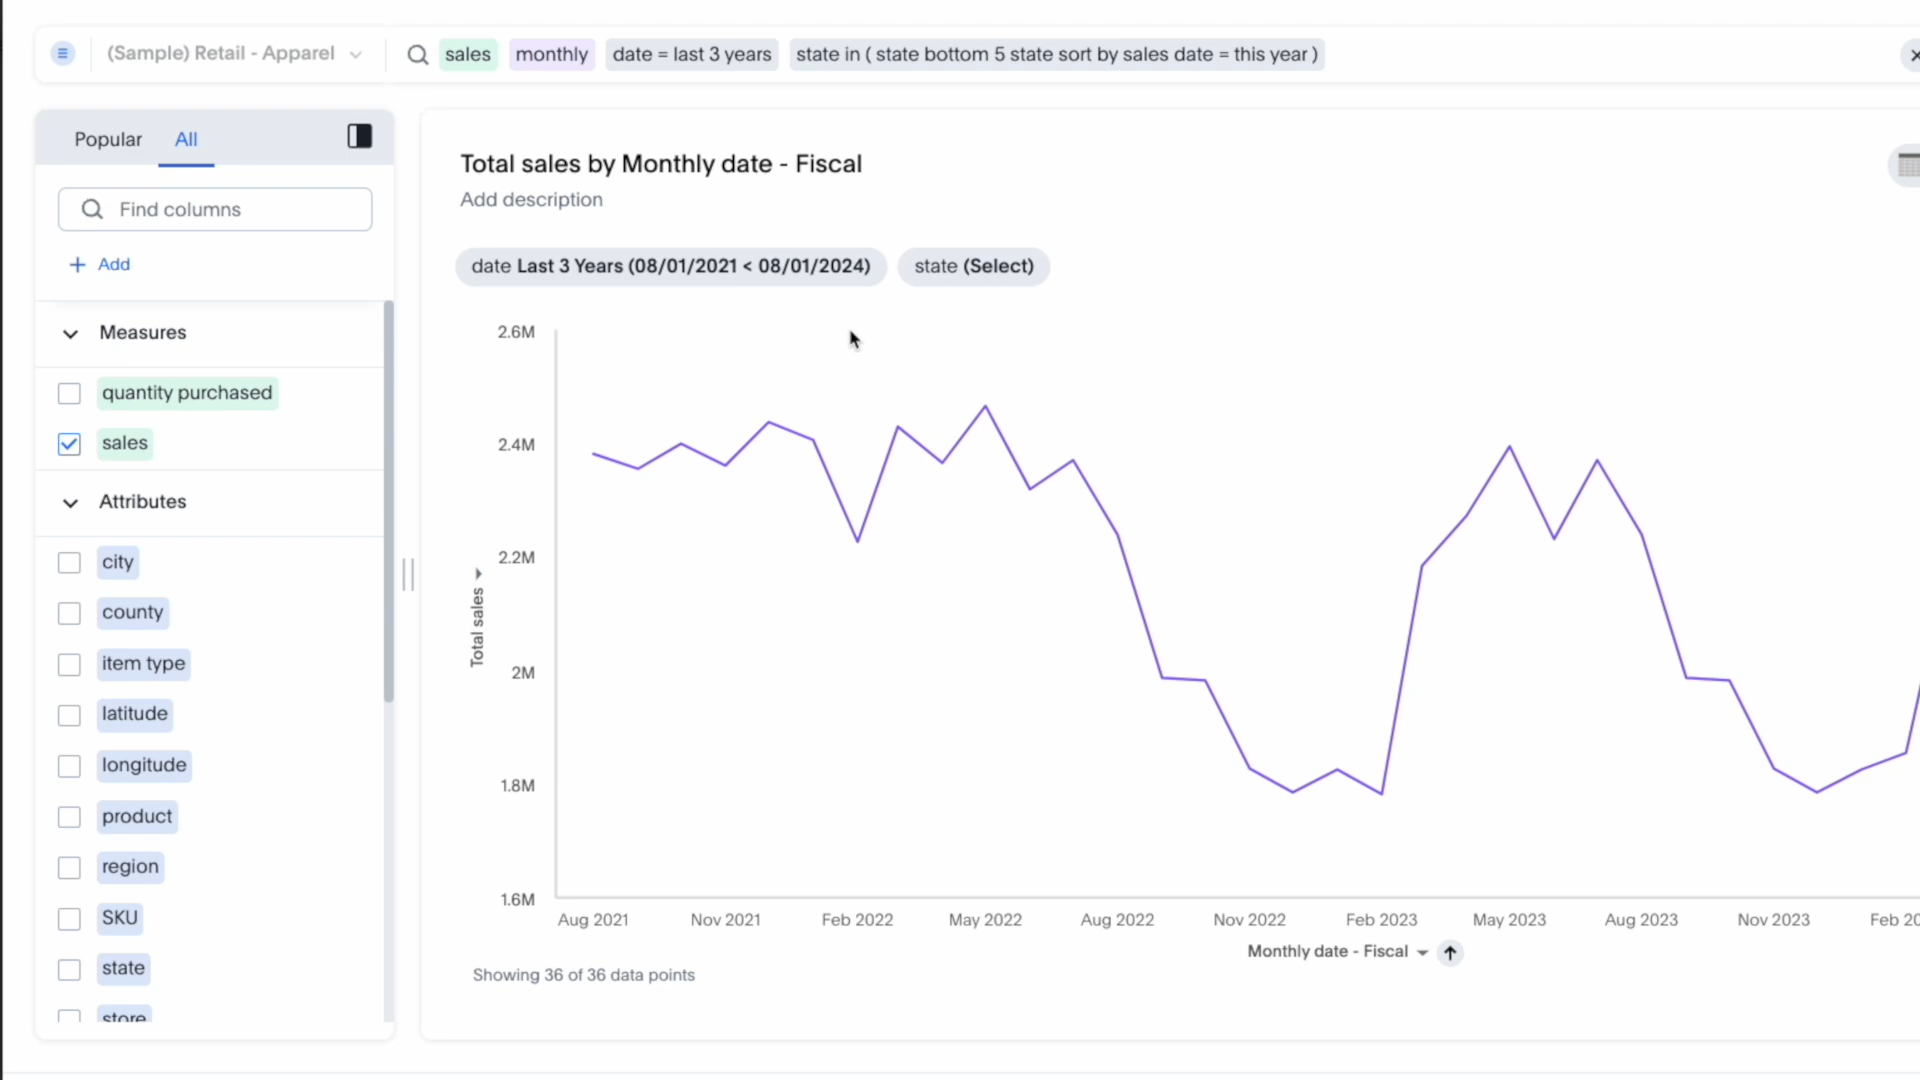 (Sample) Retail - Apparel
sales monthly date = last 3 years state in ( state bottom 5 state sort by sales date = this year )
Popular All
Find columns
+ Add
Measures
quantity purchased
sales
Attributes
city
county
item type
latitude
longitude
product
region
SKU
state
store
Total sales by Monthly date - Fiscal
Add description
date Last 3 Years (08/01/2021 < 08/01/2024) state (Select)
2.6M
2.4M
2.2M
2M
1.8M
1.6M
Total sales
Aug 2021 Nov 2021 Feb 2022 May 2022 Aug 2022 Nov 2022 Feb 2023 May 2023 Aug 2023 Nov 2023 Feb 20
Monthly date - Fiscal
Showing 36 of 36 data points